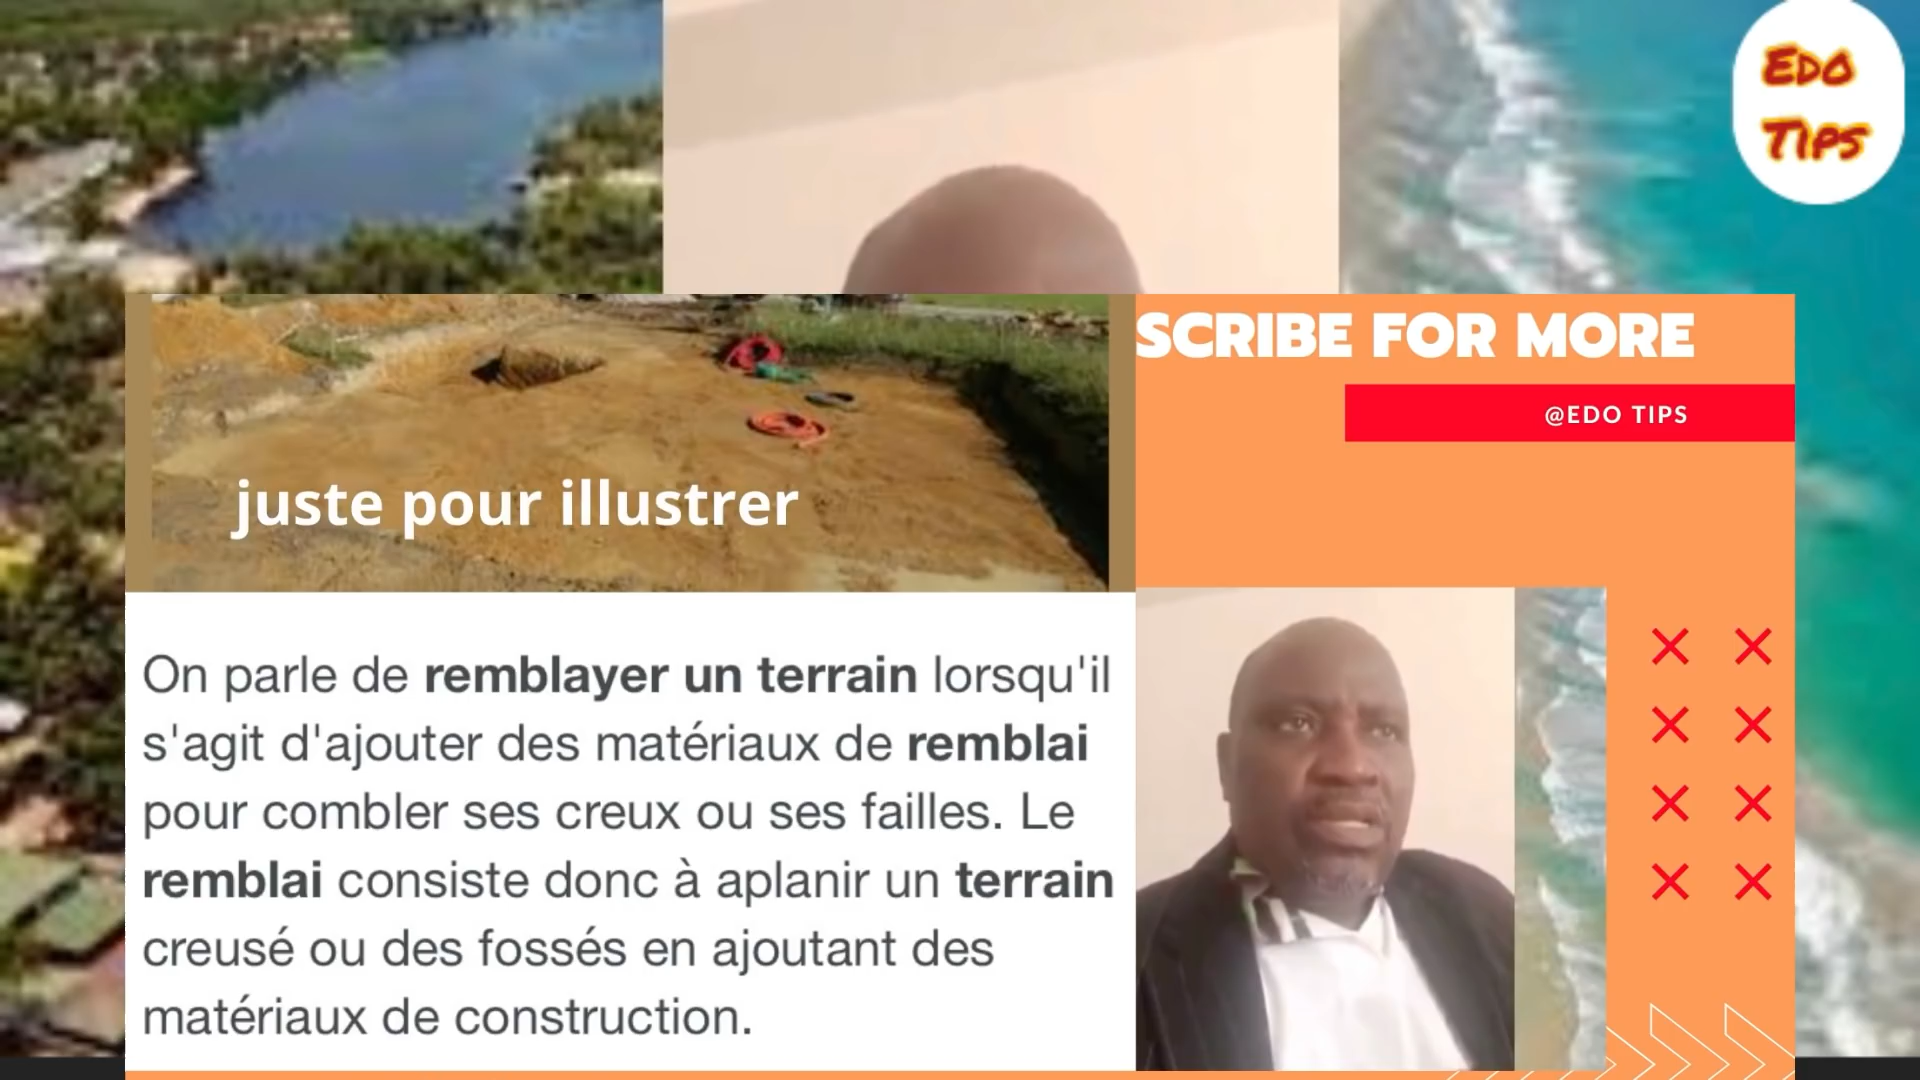 EDO
TIPS
SCRIBE FOR MORE
@EDO TIPS
juste pour illustrer
On parle de remblayer un terrain lorsqu'il
s'agit d'ajouter des matériaux de remblai
pour combler ses creux ou ses failles. Le
remblai consiste donc à aplanir un terrain
creusé ou des fossés en ajoutant des
matériaux de construction.